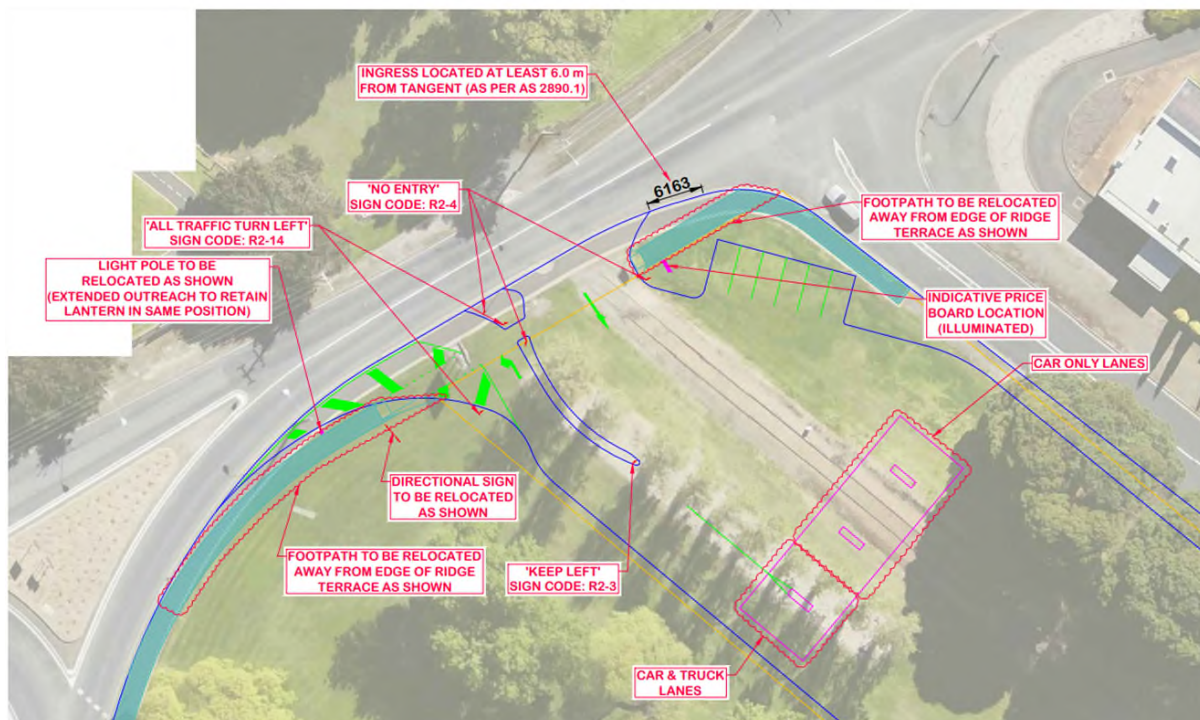 INGRESS LOCATED AT LEAST 6.0 m
FROM TANGENT (AS PER AS 2890.1)
'NO ENTRY'
SIGN CODE: R2-4
6163
'ALL TRAFFIC TURN LEFT'
SIGN CODE: R2-14
FOOTPATH TO BE RELOCATED
AWAY FROM EDGE OF RIDGE
TERRACE AS SHOWN
LIGHT POLE TO BE
RELOCATED AS SHOWN
(EXTENDED OUTREACH TO RETAIN
LANTERN IN SAME POSITION)
INDICATIVE PRICE
BOARD LOCATION
(ILLUMINATED)
CAR ONLY LANES
DIRECTIONAL SIGN
TO BE RELOCATED
AS SHOWN
FOOTPATH TO BE RELOCATED
AWAY FROM EDGE OF RIDGE
TERRACE AS SHOWN
'KEEP LEFT'
SIGN CODE: R2-3
CAR & TRUCK
LANES